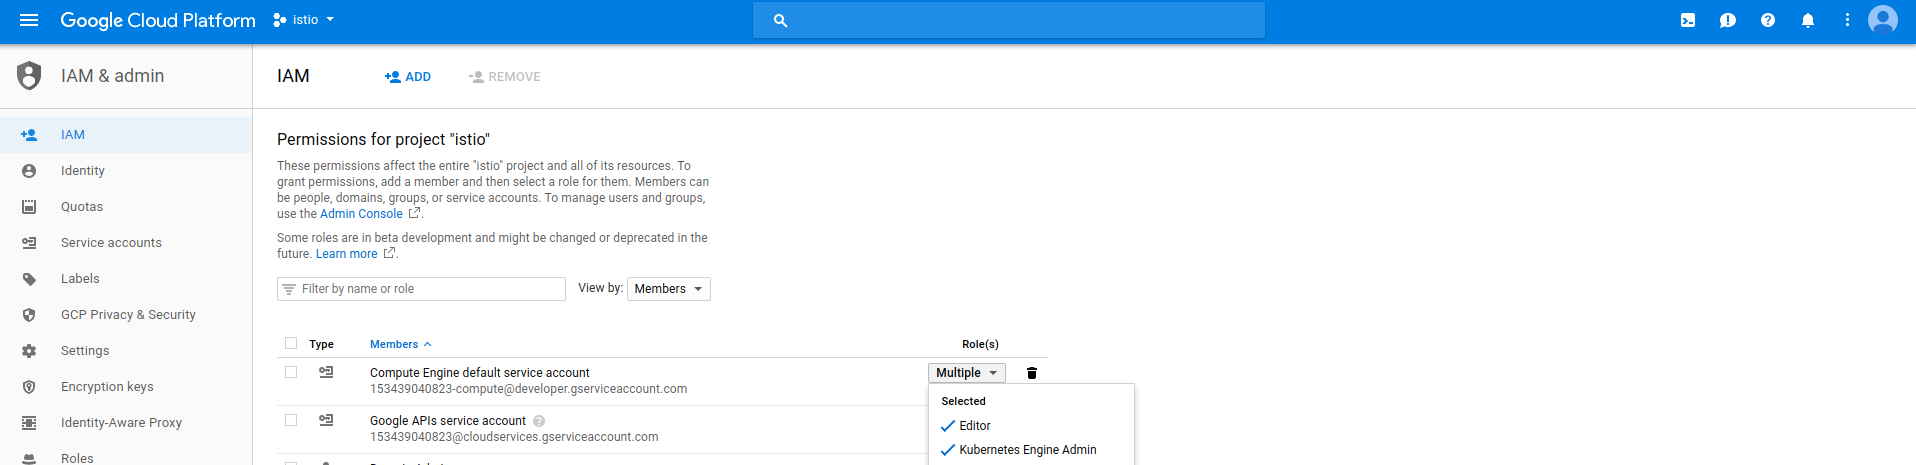 Google Cloud Platform istio
IAM & admin
IAM
Identity
Quotas
Service accounts
Labels
GCP Privacy & Security
Settings
Encryption keys
Identity-Aware Proxy
Roles
IAM ADD REMOVE
Permissions for project "istio"
These permissions affect the entire "istio" project and all of its resources. To
grant permissions, add a member and then select a role for them. Members can
be people, domains, groups, or service accounts. To manage users and groups,
use the Admin Console .
Some roles are in beta development and might be changed or deprecated in the
future. Learn more .
Filter by name or role View by: Members
Type Members Role(s)
Compute Engine default service account Multiple
153439040823-compute@developer.gserviceaccount.com
Selected
Google APIs service account
Editor
153439040823@cloudservices.gserviceaccount.com
Kubernetes Engine Admin